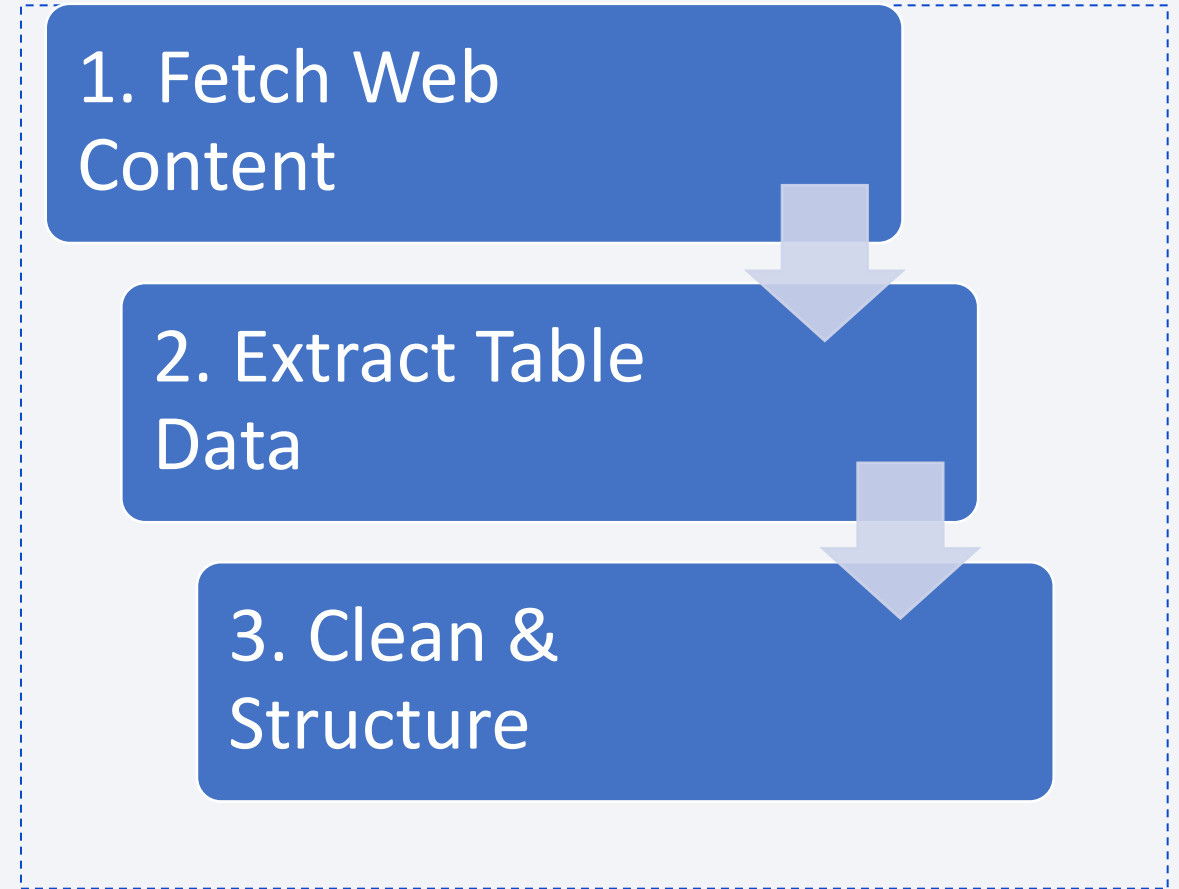 1. Fetch Web
Content
2. Extract Table
Data
3. Clean &
Structure